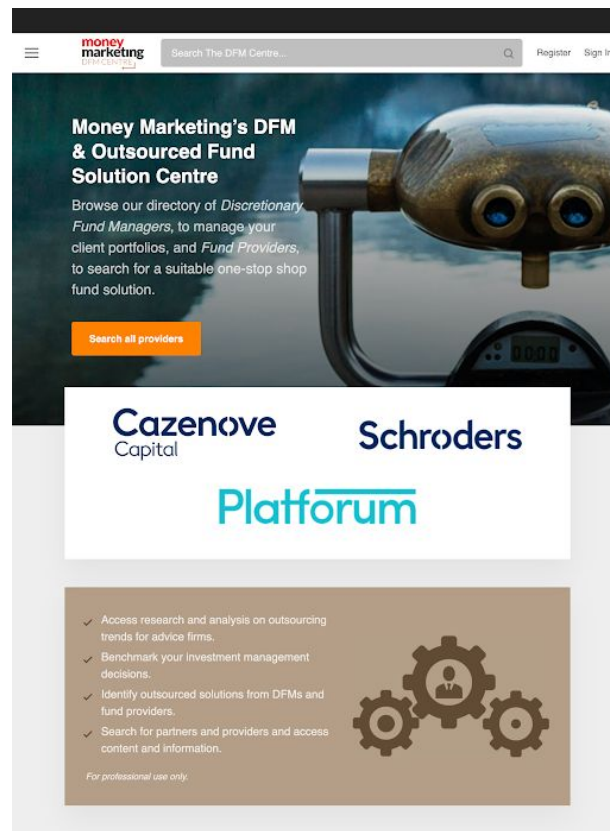 money
marketing
DFM CENTRE
Search The DFM Centre...
Register Sign In
Money Marketing's DFM
& Outsourced Fund
Solution Centre
Browse our directory of Discretionary
Fund Managers, to manage your
client portfolios, and Fund Providers,
to search for a suitable one-stop shop
fund solution.
Search all providers
00:00
Cazenove
Capital
Schroders
Platforum
Access research and analysis on outsourcing
trends for advice firms.
Benchmark your investment management
decisions.
Identify outsourced solutions from DFMs and
fund providers.
Search for partners and providers and access
content and information.
For professional use only.